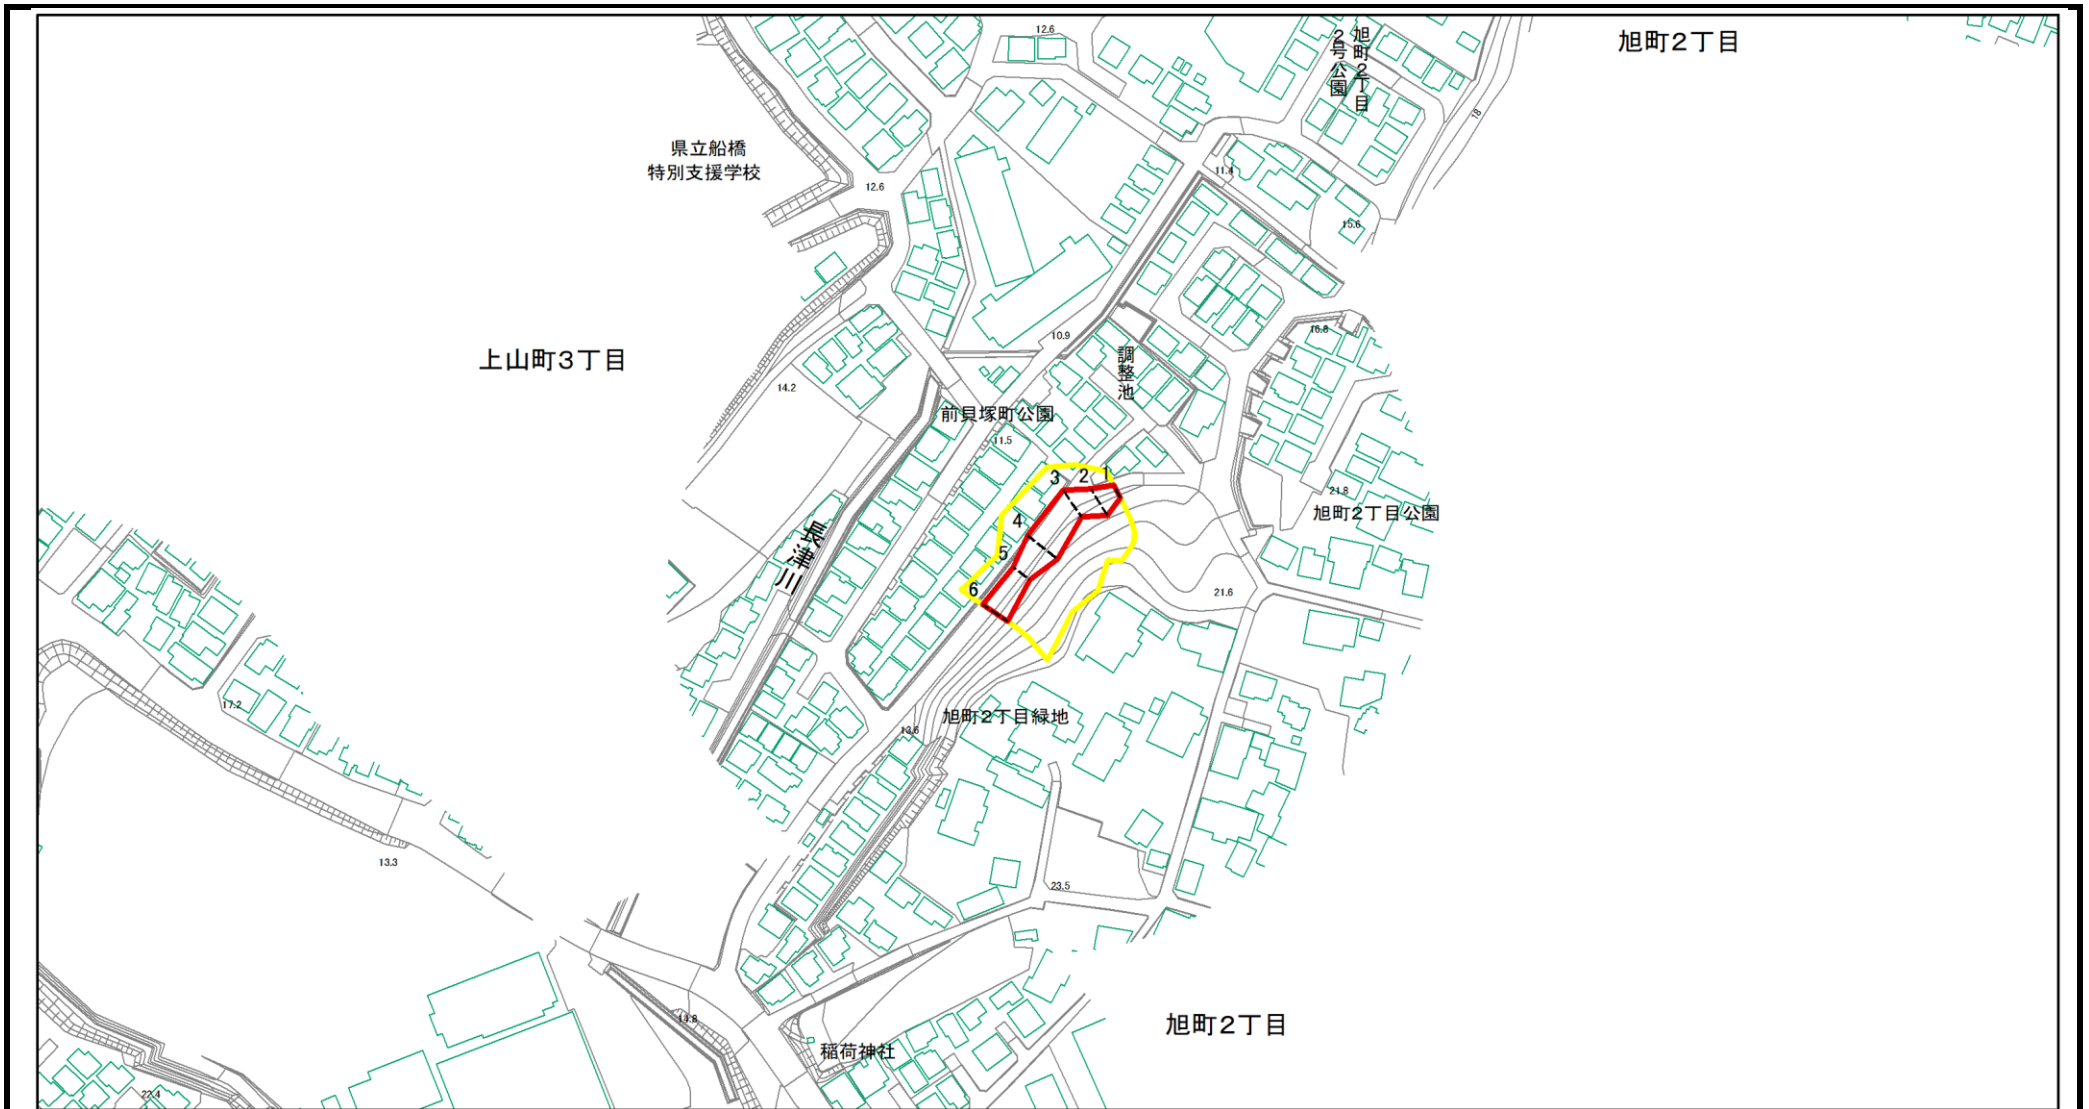 旭町2丁目
12.6
旭町2丁目
2号公園
18
県立船橋
特別支援学校
12.6
11.4
15.6
10.9
16.8
上山町3丁目
調整池
14.2
前貝塚町公園
11.5
3
2
1
21.8
旭町2丁目公園
4
長津川
5
6
21.6
17.2
旭町2丁目緑地
13.6
13.3
23.5
14.8
旭町2丁目
稲荷神社
22.4